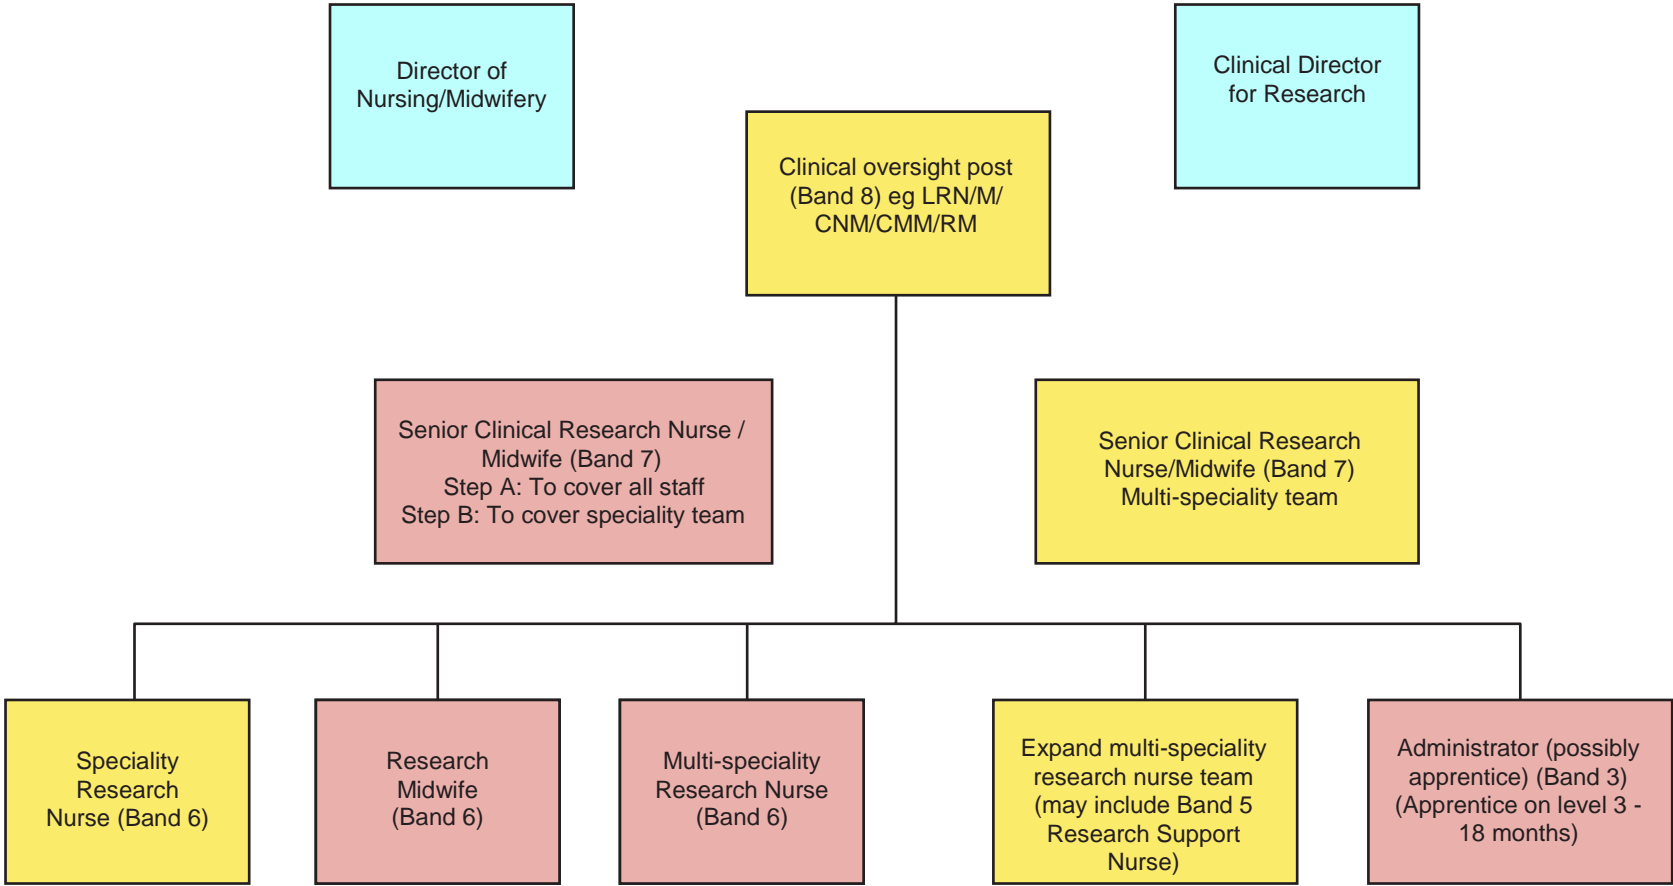 Director of
Nursing/Midwifery
Clinical Director
for Research
Clinical oversight post
(Band 8) eg LRN/M/
CNM/CMM/RM
Senior Clinical Research Nurse /
Midwife (Band 7)
Step A: To cover all staff
Step B: To cover speciality team
Senior Clinical Research
Nurse/Midwife (Band 7)
Multi-speciality team
Speciality
Research
Nurse (Band 6)
Research
Midwife
(Band 6)
Multi-speciality
Research Nurse
(Band 6)
Expand multi-speciality
research nurse team
(may include Band 5
Research Support
Nurse)
Administrator (possibly
apprentice) (Band 3)
(Apprentice on level 3 -
18 months)